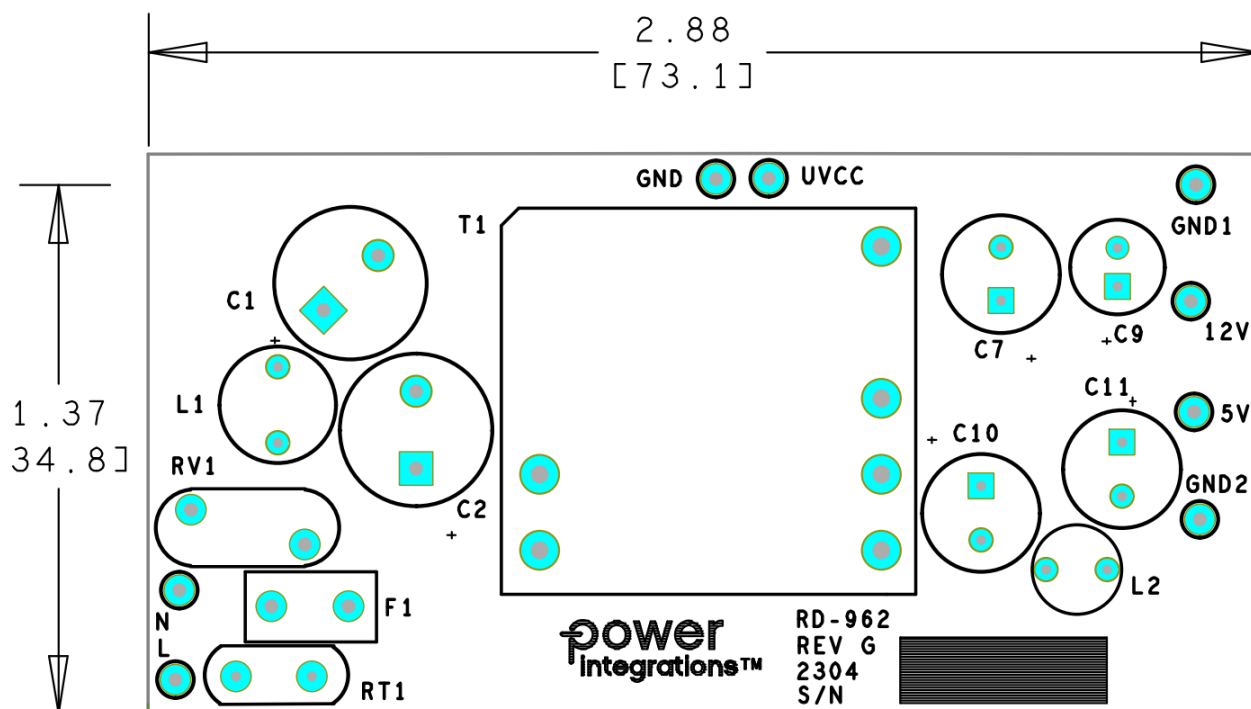 2.88
[73.1]
GND
UVCC
T1
GND1
C1
12V
C7
+
+C9
+
L1
1.37
34.8]
C11
+
5V
+ C10
RV1
C2
+
GND2
N
F1
L2
L
RT1
power
integrations™
RD-962
REV G
2304
S/N